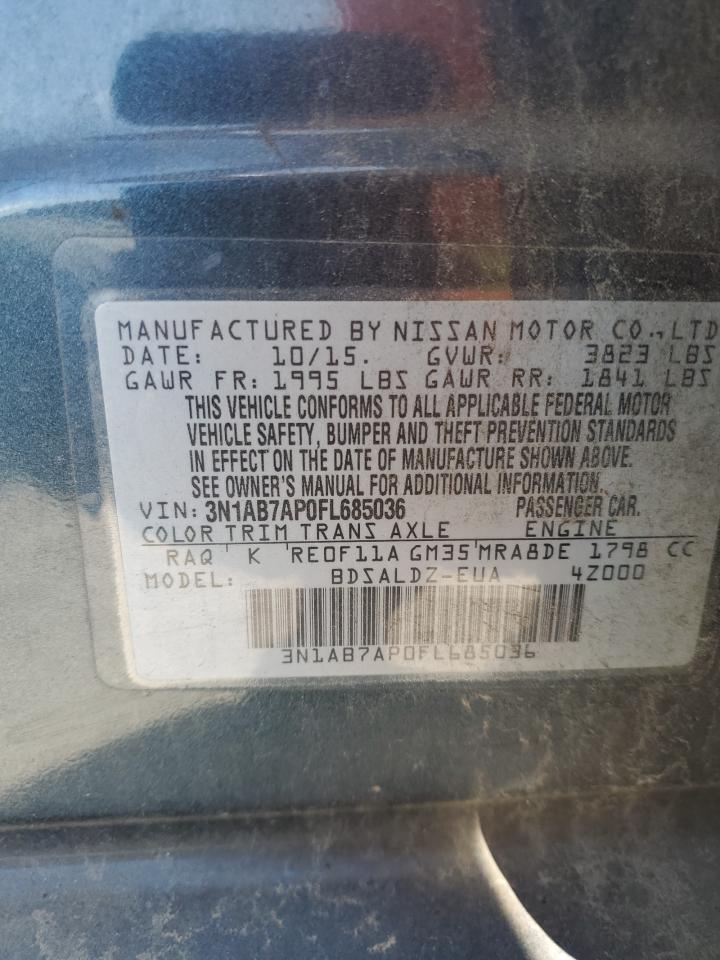 MANUFACTURED BY NISSAN MOTOR CO., LTD
DATE: 10/15. GVWR: 3823 LBS
GAWR FR: 1995 LBS GAWR RR: 1841 LBS
THIS VEHICLE CONFORMS TO ALL APPLICABLE FEDERAL MOTOR
VEHICLE SAFETY, BUMPER AND THEFT PREVENTION STANDARDS
IN EFFECT ON THE DATE OF MANUFACTURE SHOWN ABOVE.
SEE OWNER'S MANUAL FOR ADDITIONAL INFORMATION.
VIN: 3N1AB7AP0FL685036 PASSENGER CAR.
COLOR TRIM TRANS AXLE ENGINE
RAQ K RE0F11A GM35 MRA8DE 1798 CC
MODEL: BDSALDZ-EUA 4Z000
3N1AB7AP0FL685036